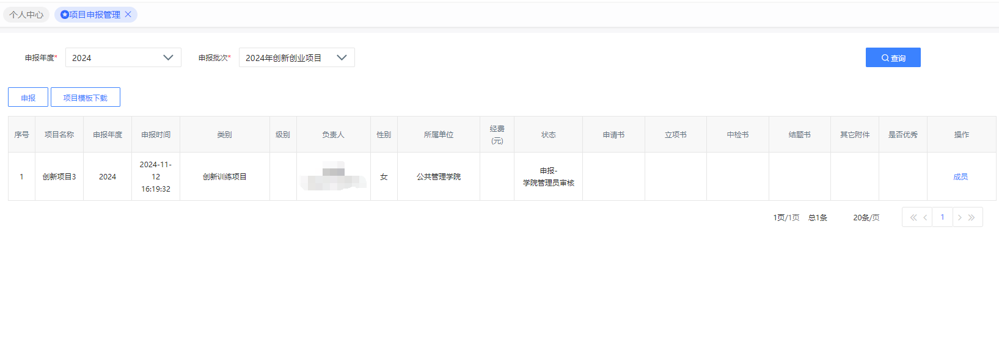 个人中心
项目申报管理
申报年度* 2024 申报批次* 2024年创新创业项目 查询
申报 项目模板下载
序号 项目名称 申报年度 申报时间 类别 级别 负责人 性别 所属单位 经费(元) 状态 申请书 立项书 中检书 结题书 其它附件 是否优秀 操作
1 创新项目3 2024 2024-11-12 16:19:32 创新训练项目 女 公共管理学院 申报-学院管理员审核 成员
1页/1页 总1条 20条/页 1